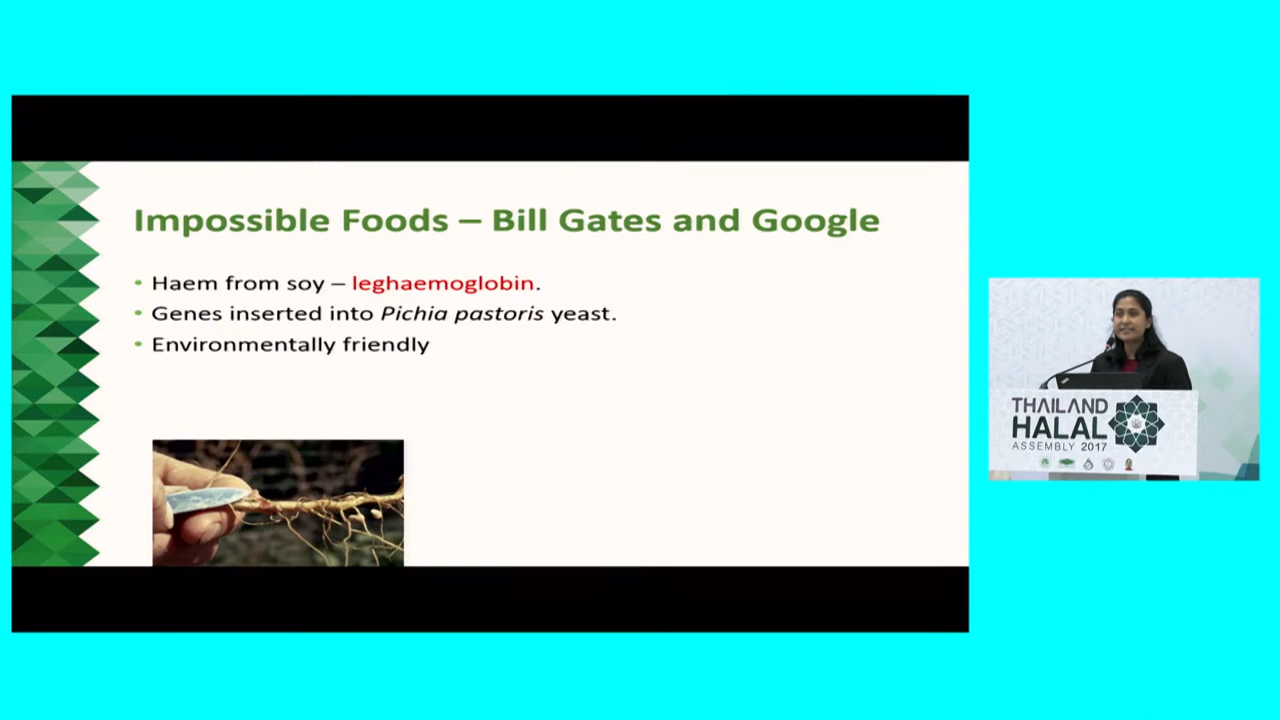 Impossible Foods – Bill Gates and Google
• Haem from soy – leghaemoglobin.
• Genes inserted into Pichia pastoris yeast.
• Environmentally friendly
THAILAND
HALAL
ASSEMBLY 2017